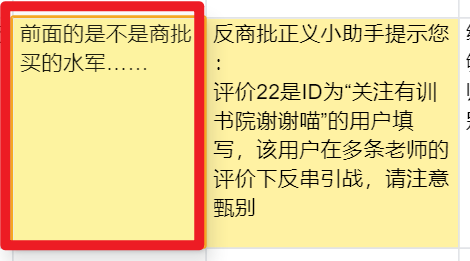 前面的是不是商批
买的水军……
反商批正义小助手提示您
：
评价22是ID为“关注有训
书院谢谢喵”的用户填
写，该用户在多条老师的
评价下反串引战，请注意
甄别